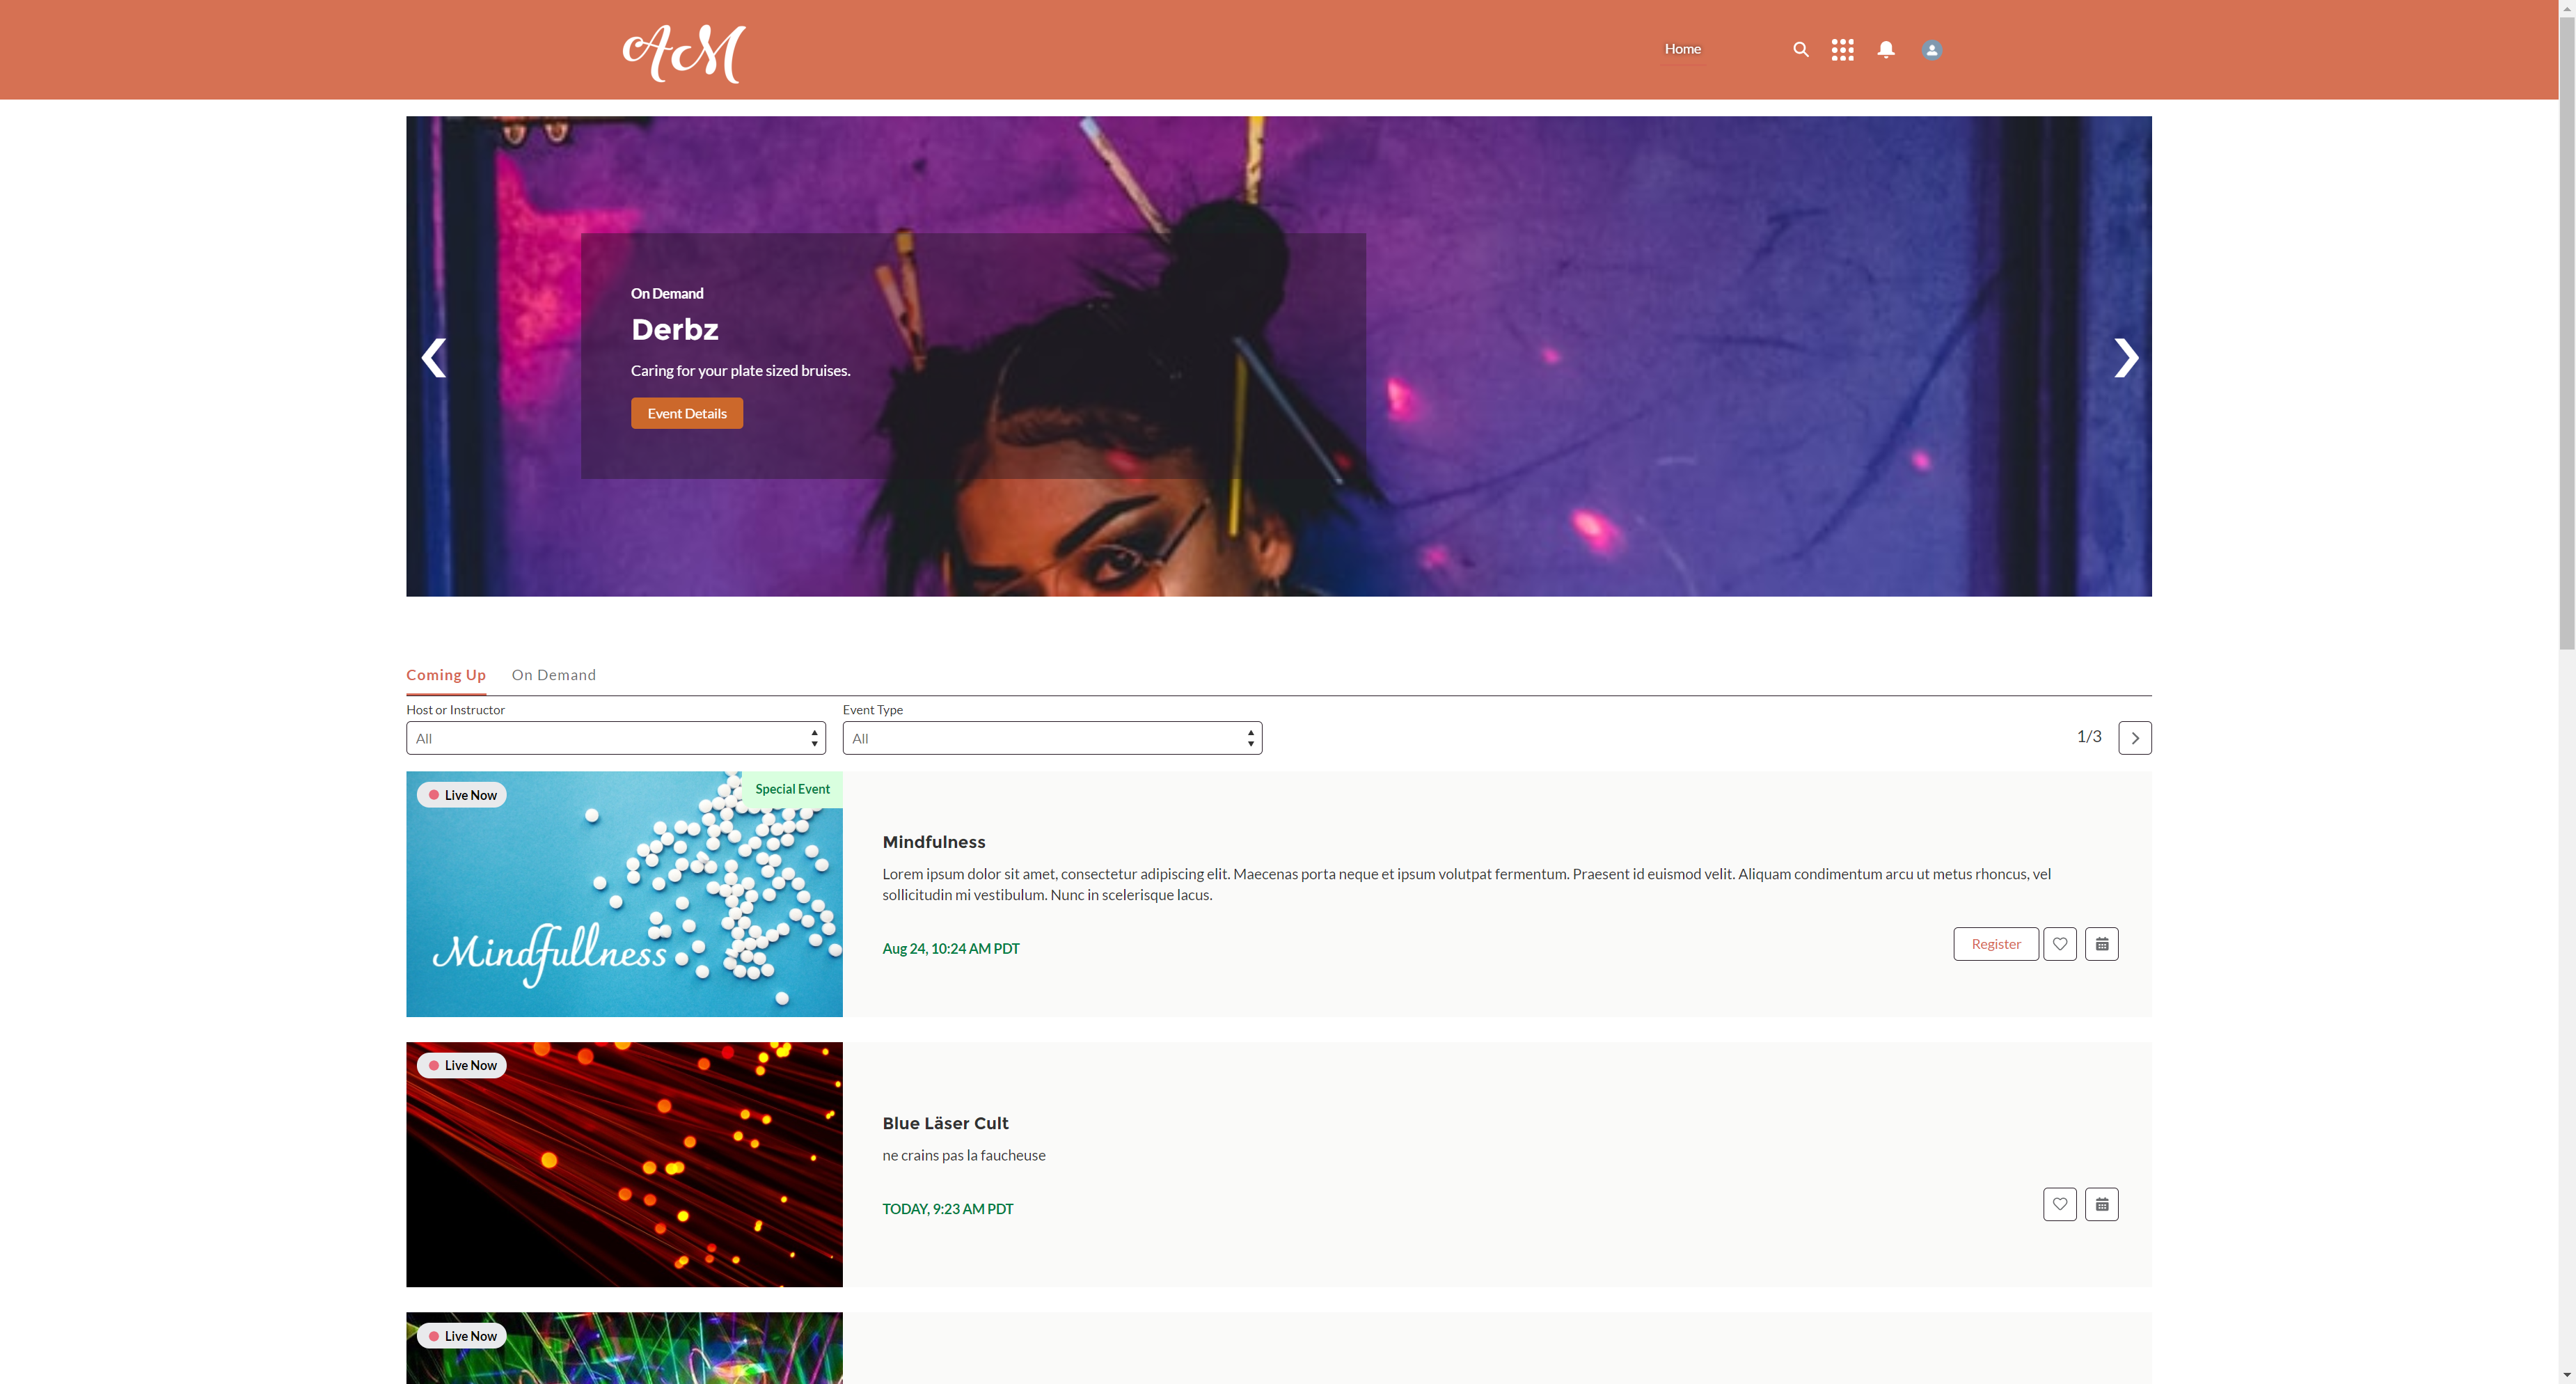 AcM
Home
On Demand
Derbz
Caring for your plate sized bruises.
Event Details
Coming Up
On Demand
Host or Instructor
Event Type
All
All
1/3
Live Now
Special Event
Mindfullness
Mindfulness
Lorem ipsum dolor sit amet, consectetur adipiscing elit. Maecenas porta neque et ipsum volutpat fermentum. Praesent id euismod velit. Aliquam condimentum arcu ut metus rhoncus, vel
sollicitudin mi vestibulum. Nunc in scelerisque lacus.
Aug 24, 10:24 AM PDT
Register
Live Now
Blue Läser Cult
ne crains pas la faucheuse
TODAY, 9:23 AM PDT
Live Now